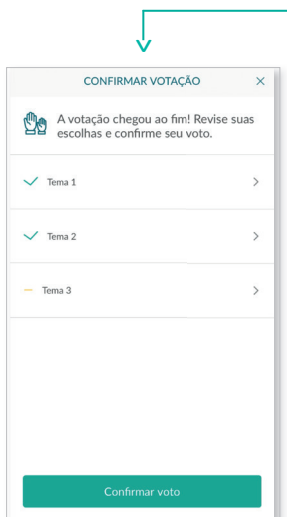 CONFIRMAR VOTAÇÃO
A votação chegou ao fim! Revise suas
escolhas e confirme seu voto.
Tema 1
Tema 2
Tema 3
Confirmar voto